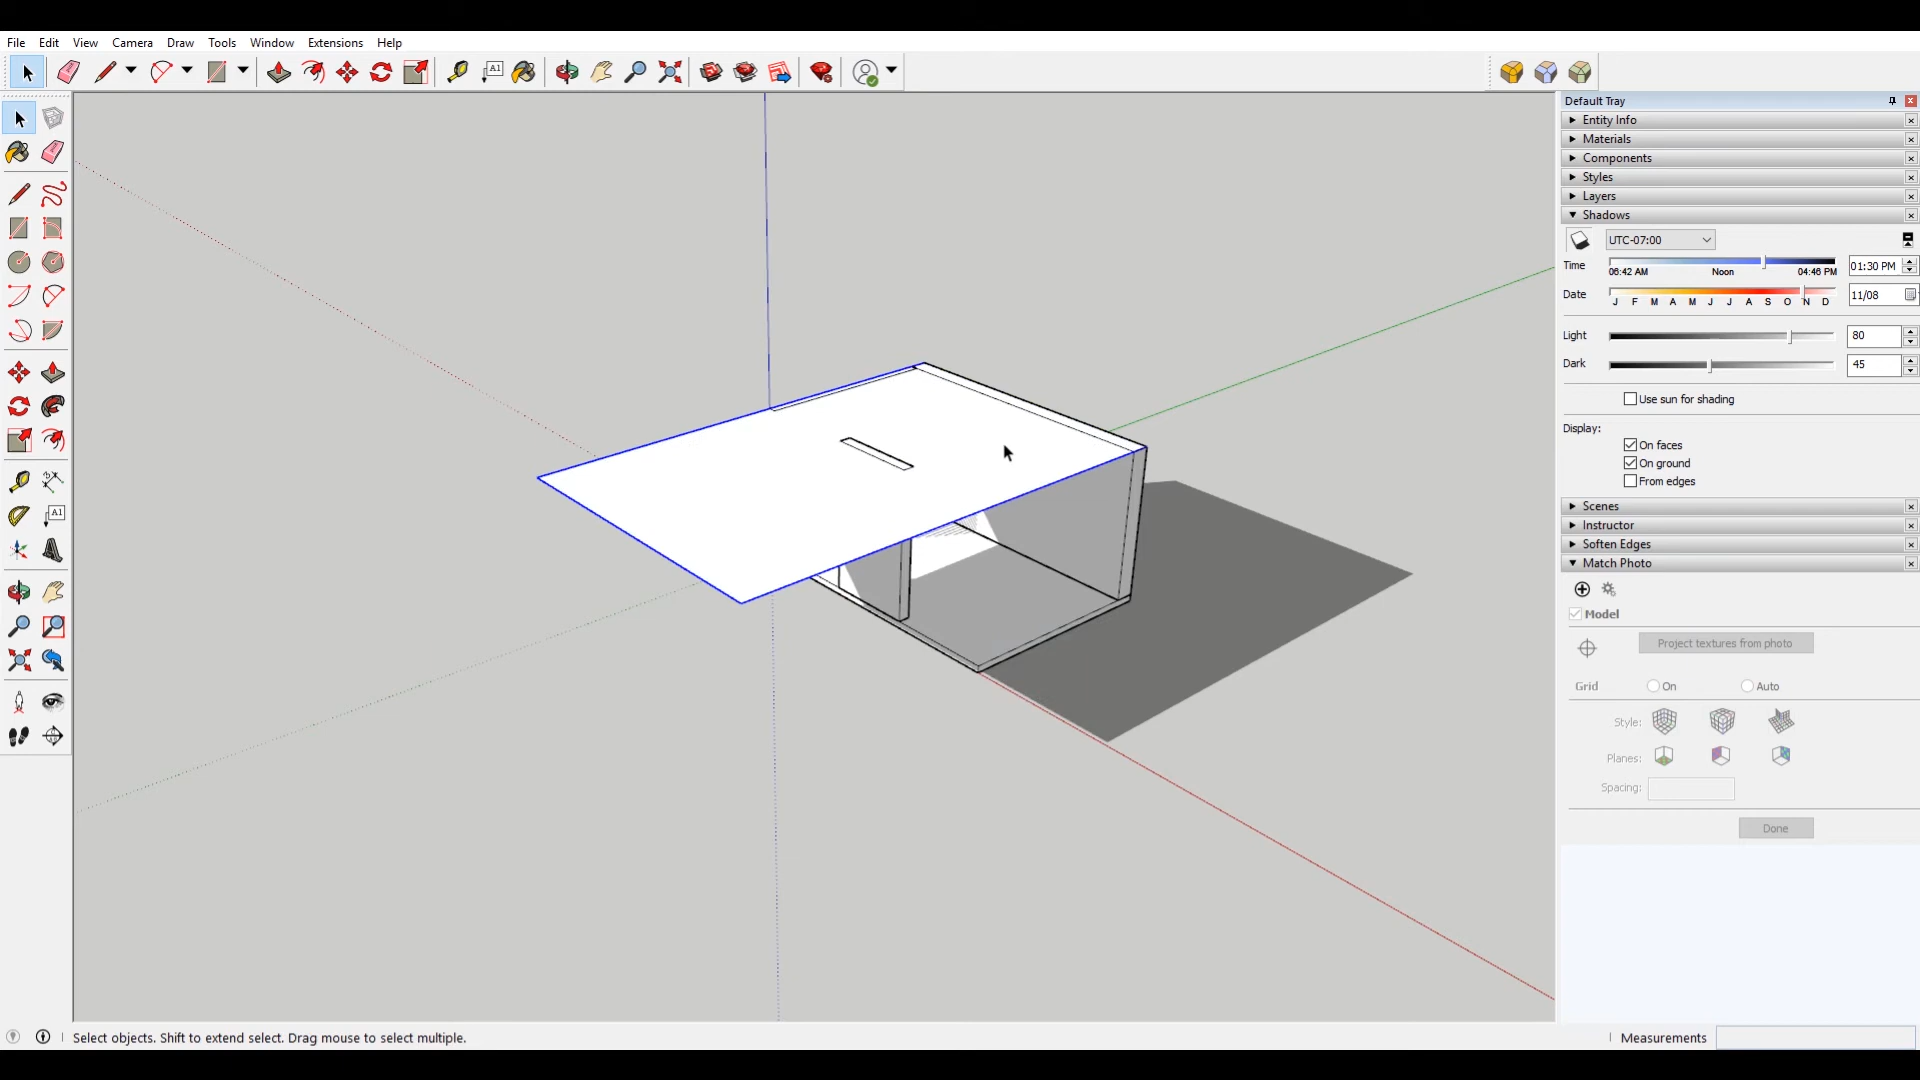 File Edit View Camera Draw Tools Window Extensions Help
A1
Default Tray
Entity Info
Materials
Components
Styles
Layers
Shadows
UTC-07:00
Time 06:42 AM Noon 04:46 PM 01:30 PM
Date J F M A M J J A S O N D 11/08
Light 80
Dark 45
Use sun for shading
Display:
On faces
On ground
From edges
Scenes
Instructor
Soften Edges
Match Photo
Model
Project textures from photo
Grid On Auto
Style:
Planes:
Spacing:
Done
A1
Select objects. Shift to extend select. Drag mouse to select multiple.
Measurements